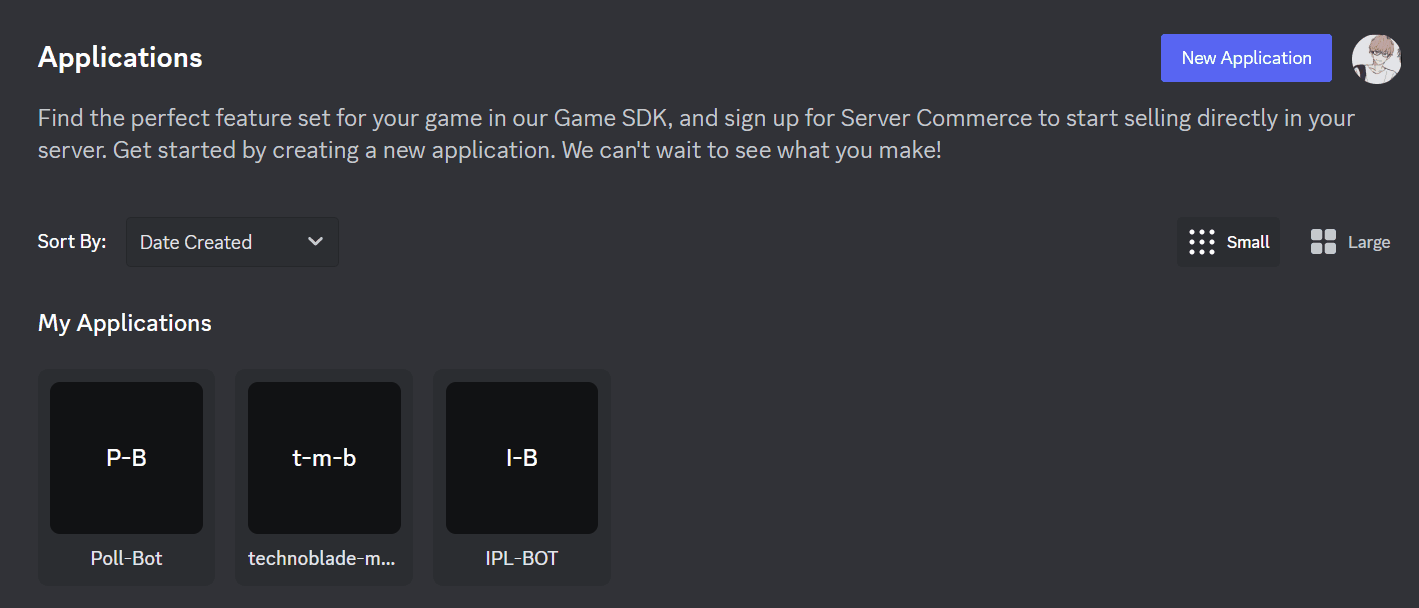 Applications
New Application
Find the perfect feature set for your game in our Game SDK, and sign up for Server Commerce to start selling directly in your
server. Get started by creating a new application. We can't wait to see what you make!
Sort By:
Date Created
Small
Large
My Applications
P-B
t-m-b
I-B
Poll-Bot
technoblade-m...
IPL-BOT